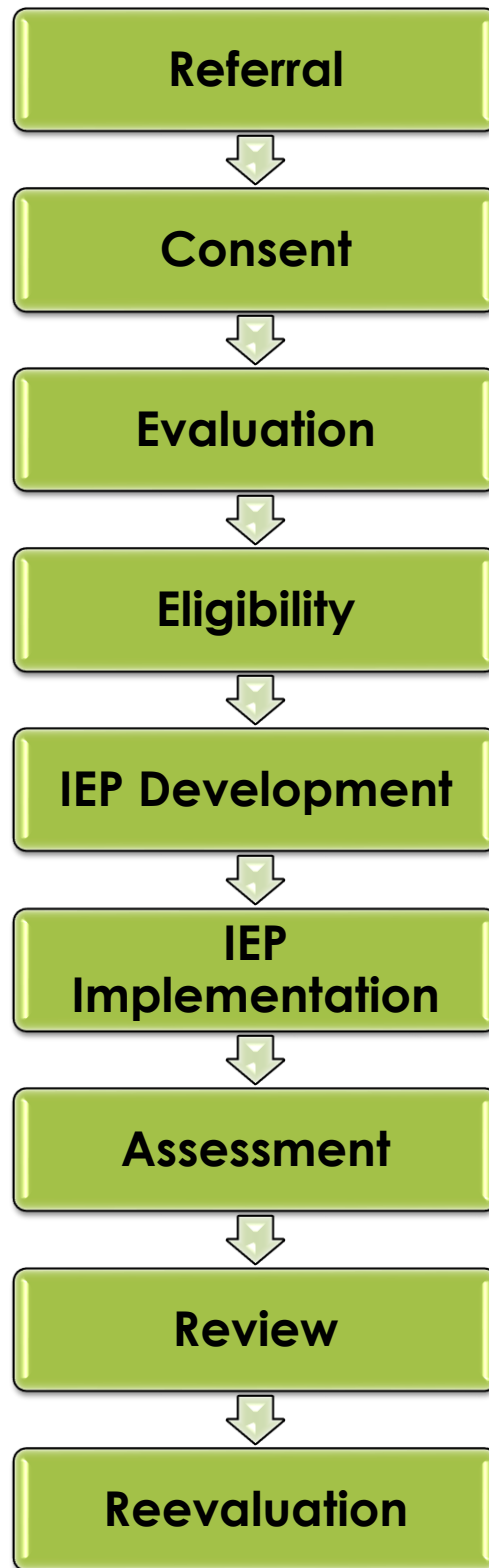 Referral
Consent
Evaluation
Eligibility
IEP Development
IEP
Implementation
Assessment
Review
Reevaluation